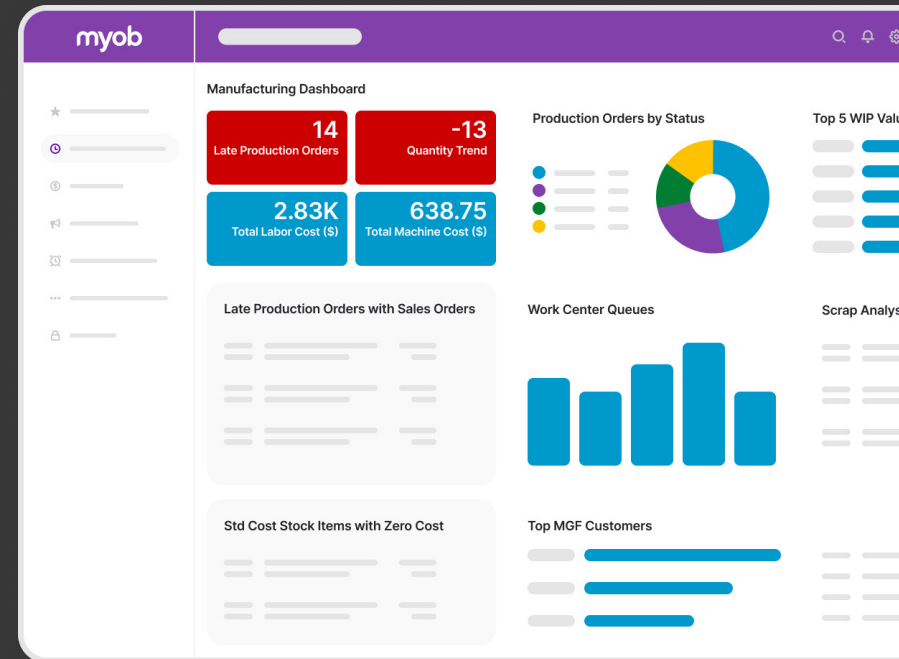 myob
Manufacturing Dashboard
14
Late Production Orders
-13
Quantity Trend
2.83K
Total Labor Cost ($)
638.75
Total Machine Cost ($)
Production Orders by Status
Top 5 WIP
Late Production Orders with Sales Orders
Work Center Queues
Scrap
Std Cost Stock Items with Zero Cost
Top MGF Customers